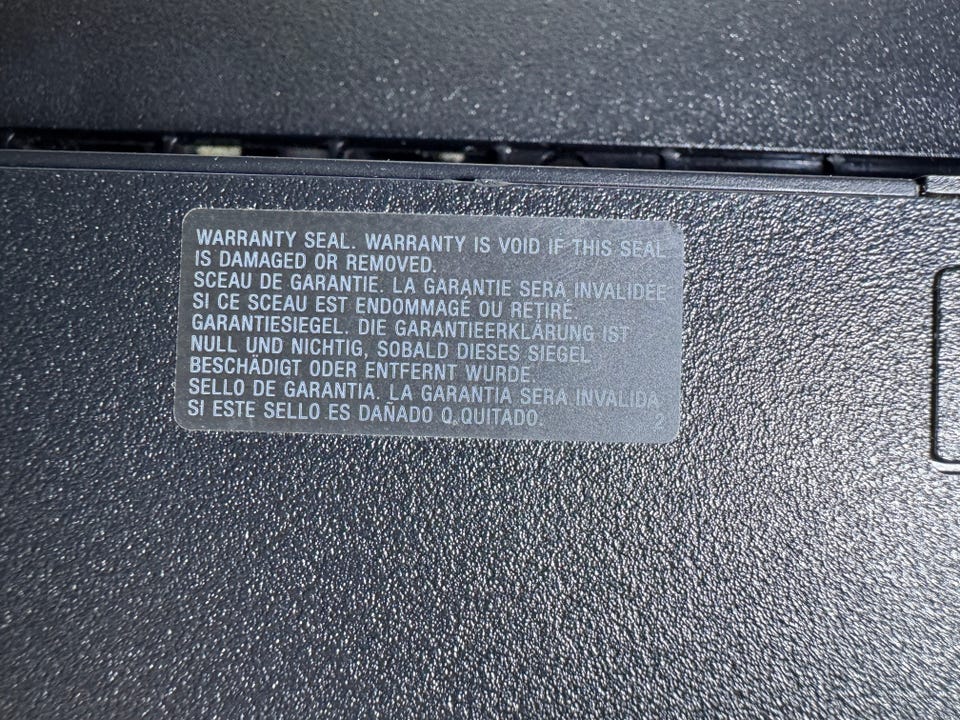 WARRANTY SEAL. WARRANTY IS VOID IF THIS SEAL
IS DAMAGED OR REMOVED.
SCEAU DE GARANTIE. LA GARANTIE SERA INVALIDÉE
SI CE SCEAU EST ENDOMMAGÉ OU RETIRÉ.
GARANTIESIEGEL. DIE GARANTIEERKLÄRUNG IST
NULL UND NICHTIG, SOBALD DIESES SIEGEL
BESCHÄDIGT ODER ENTFERNT WURDE.
SELLO DE GARANTIA. LA GARANTÍA SERA INVALIDA
SI ESTE SELLO ES DAÑADO O QUITADO. 2